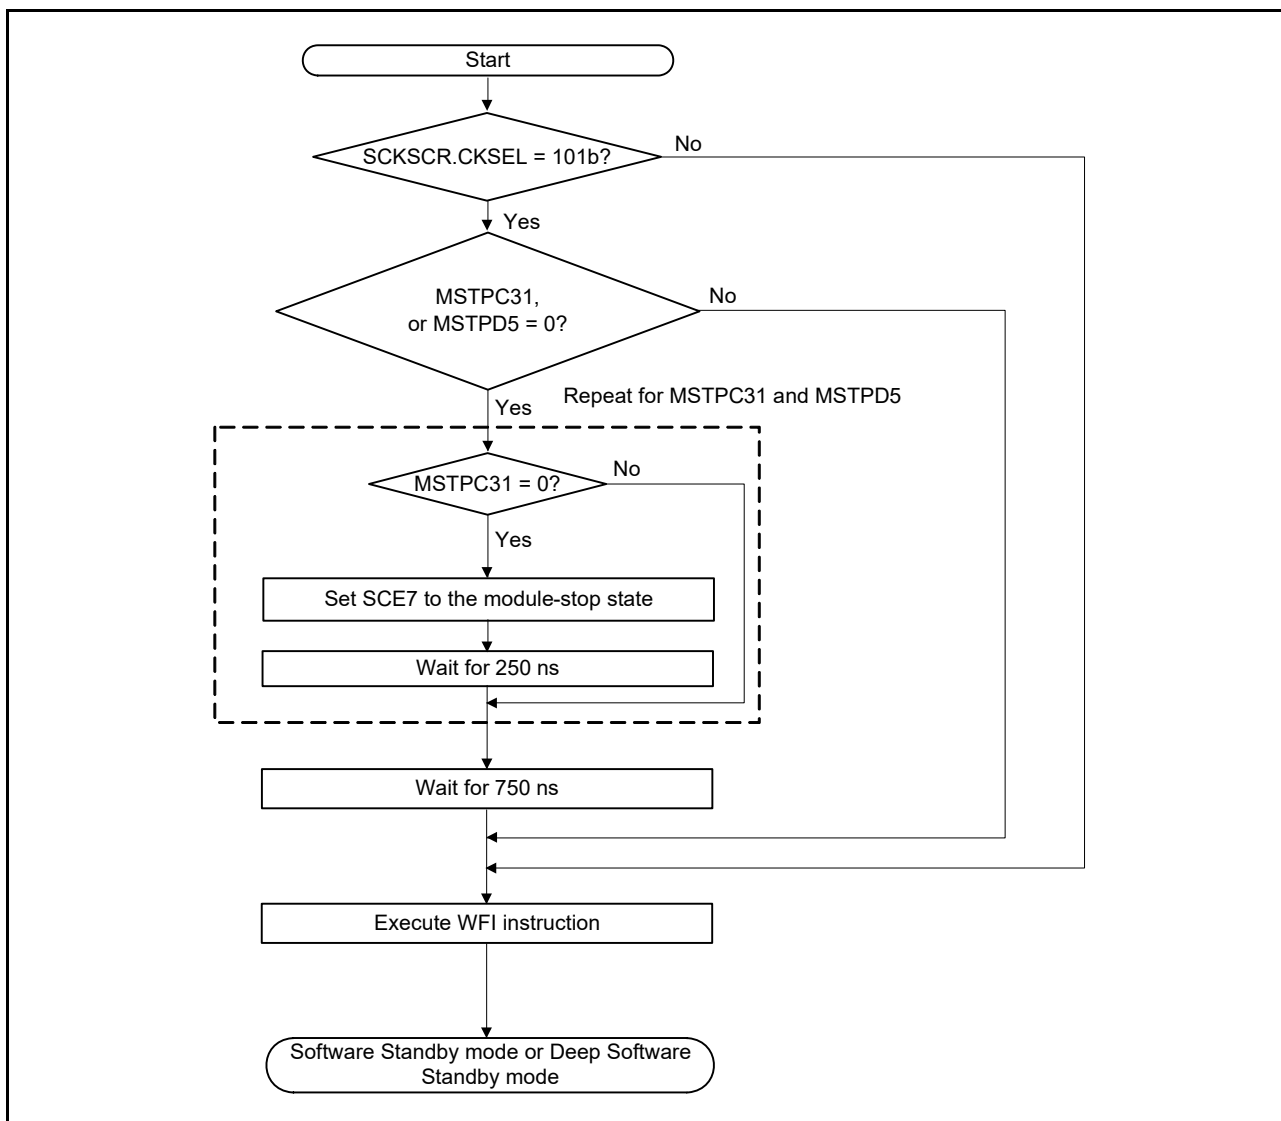 Start
SCKSCR.CKSEL = 101b?
No
Yes
MSTPC31,
or MSTPD5 = 0?
No
Yes
Repeat for MSTPC31 and MSTPD5
MSTPC31 = 0?
No
Yes
Set SCE7 to the module-stop state
Wait for 250 ns
Wait for 750 ns
Execute WFI instruction
Software Standby mode or Deep Software
Standby mode